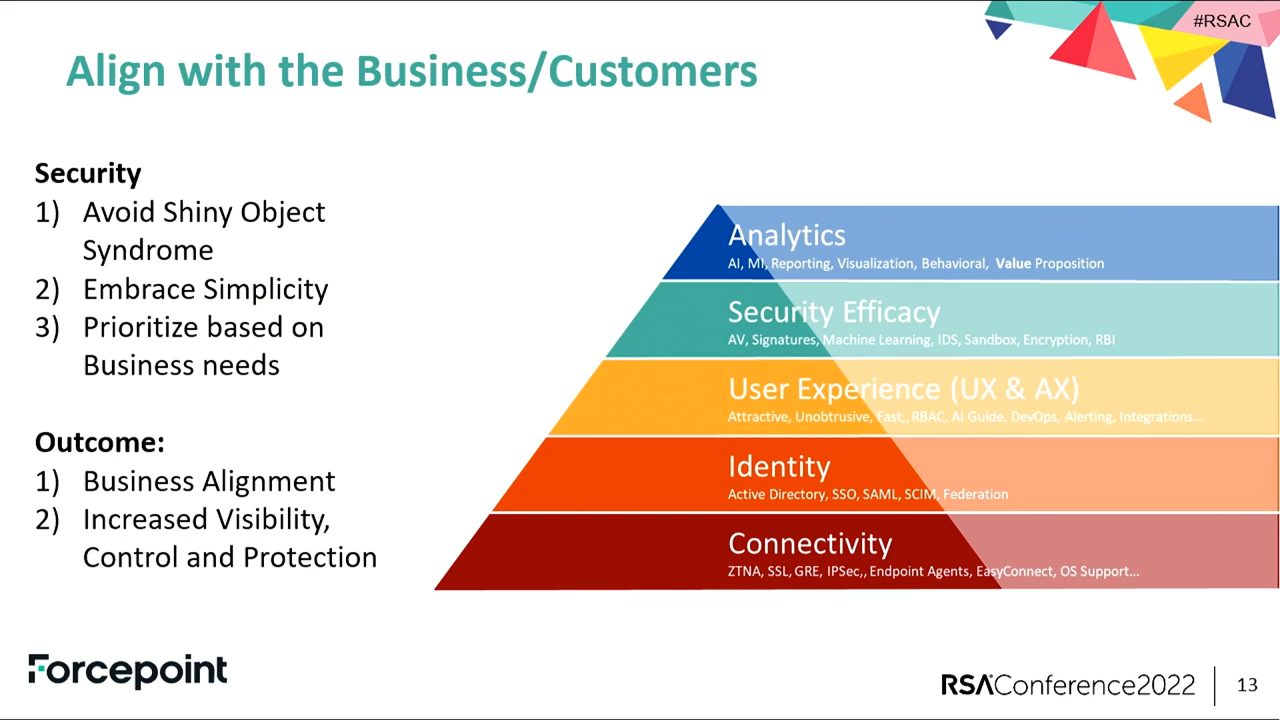 #RSAC
Align with the Business/Customers
Security
1) Avoid Shiny Object
Syndrome
2) Embrace Simplicity
3) Prioritize based on
Business needs
Outcome:
1) Business Alignment
2) Increased Visibility,
Control and Protection
Analytics
AI, MI, Reporting, Visualization, Behavioral, Value Proposition
Security Efficacy
AV, Signatures, Machine Learning, IDS, Sandbox, Encryption, RBI
User Experience (UX & AX)
Attractive, Unobtrusive, Fast,, RBAC, AI Guide, DevOps, Alerting, Integrations...
Identity
Active Directory, SSO, SAML, SCIM, Federation
Connectivity
ZTNA, SSL, GRE, IPSec,, Endpoint Agents, EasyConnect, OS Support...
Forcepoint
RSAConference2022
13